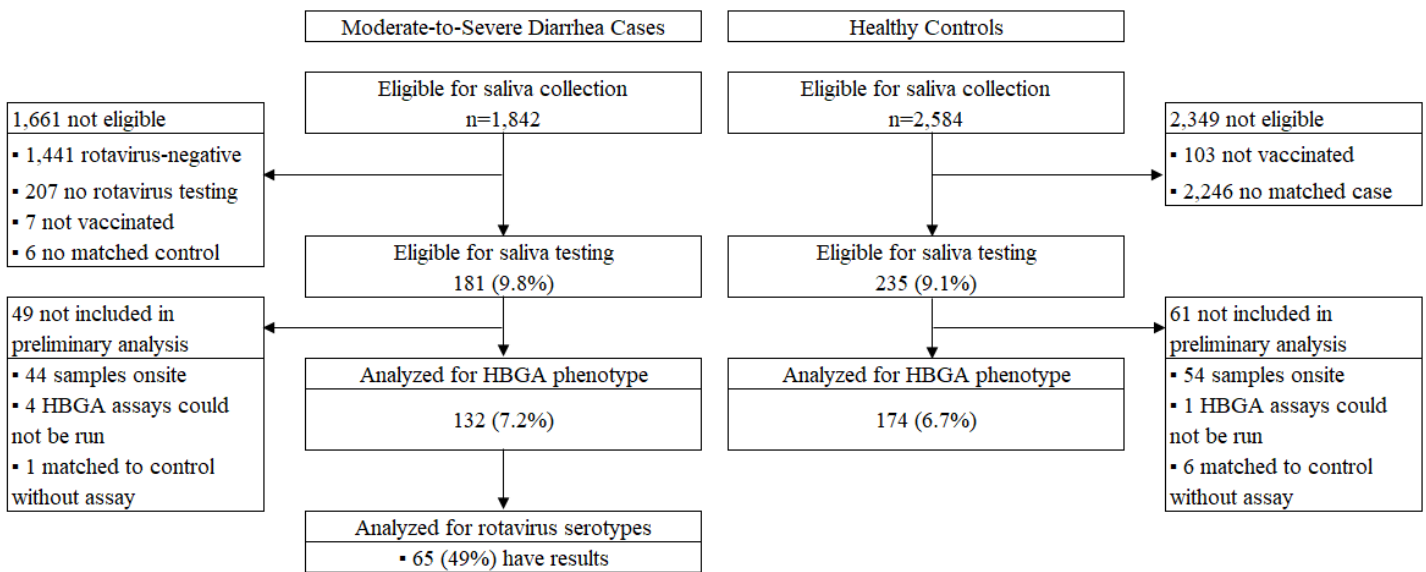 Moderate-to-Severe Diarrhea Cases
Healthy Controls
Eligible for saliva collection
n=1,842
Eligible for saliva collection
n=2,584
1,661 not eligible
▪ 1,441 rotavirus-negative
▪ 207 no rotavirus testing
▪ 7 not vaccinated
▪ 6 no matched control
2,349 not eligible
▪ 103 not vaccinated
▪ 2,246 no matched case
Eligible for saliva testing
181 (9.8%)
Eligible for saliva testing
235 (9.1%)
49 not included in
preliminary analysis
▪ 44 samples onsite
▪ 4 HBGA assays could
not be run
▪ 1 matched to control
without assay
61 not included in
preliminary analysis
▪ 54 samples onsite
▪ 1 HBGA assays could
not be run
▪ 6 matched to control
without assay
Analyzed for HBGA phenotype
132 (7.2%)
Analyzed for HBGA phenotype
174 (6.7%)
Analyzed for rotavirus serotypes
▪ 65 (49%) have results